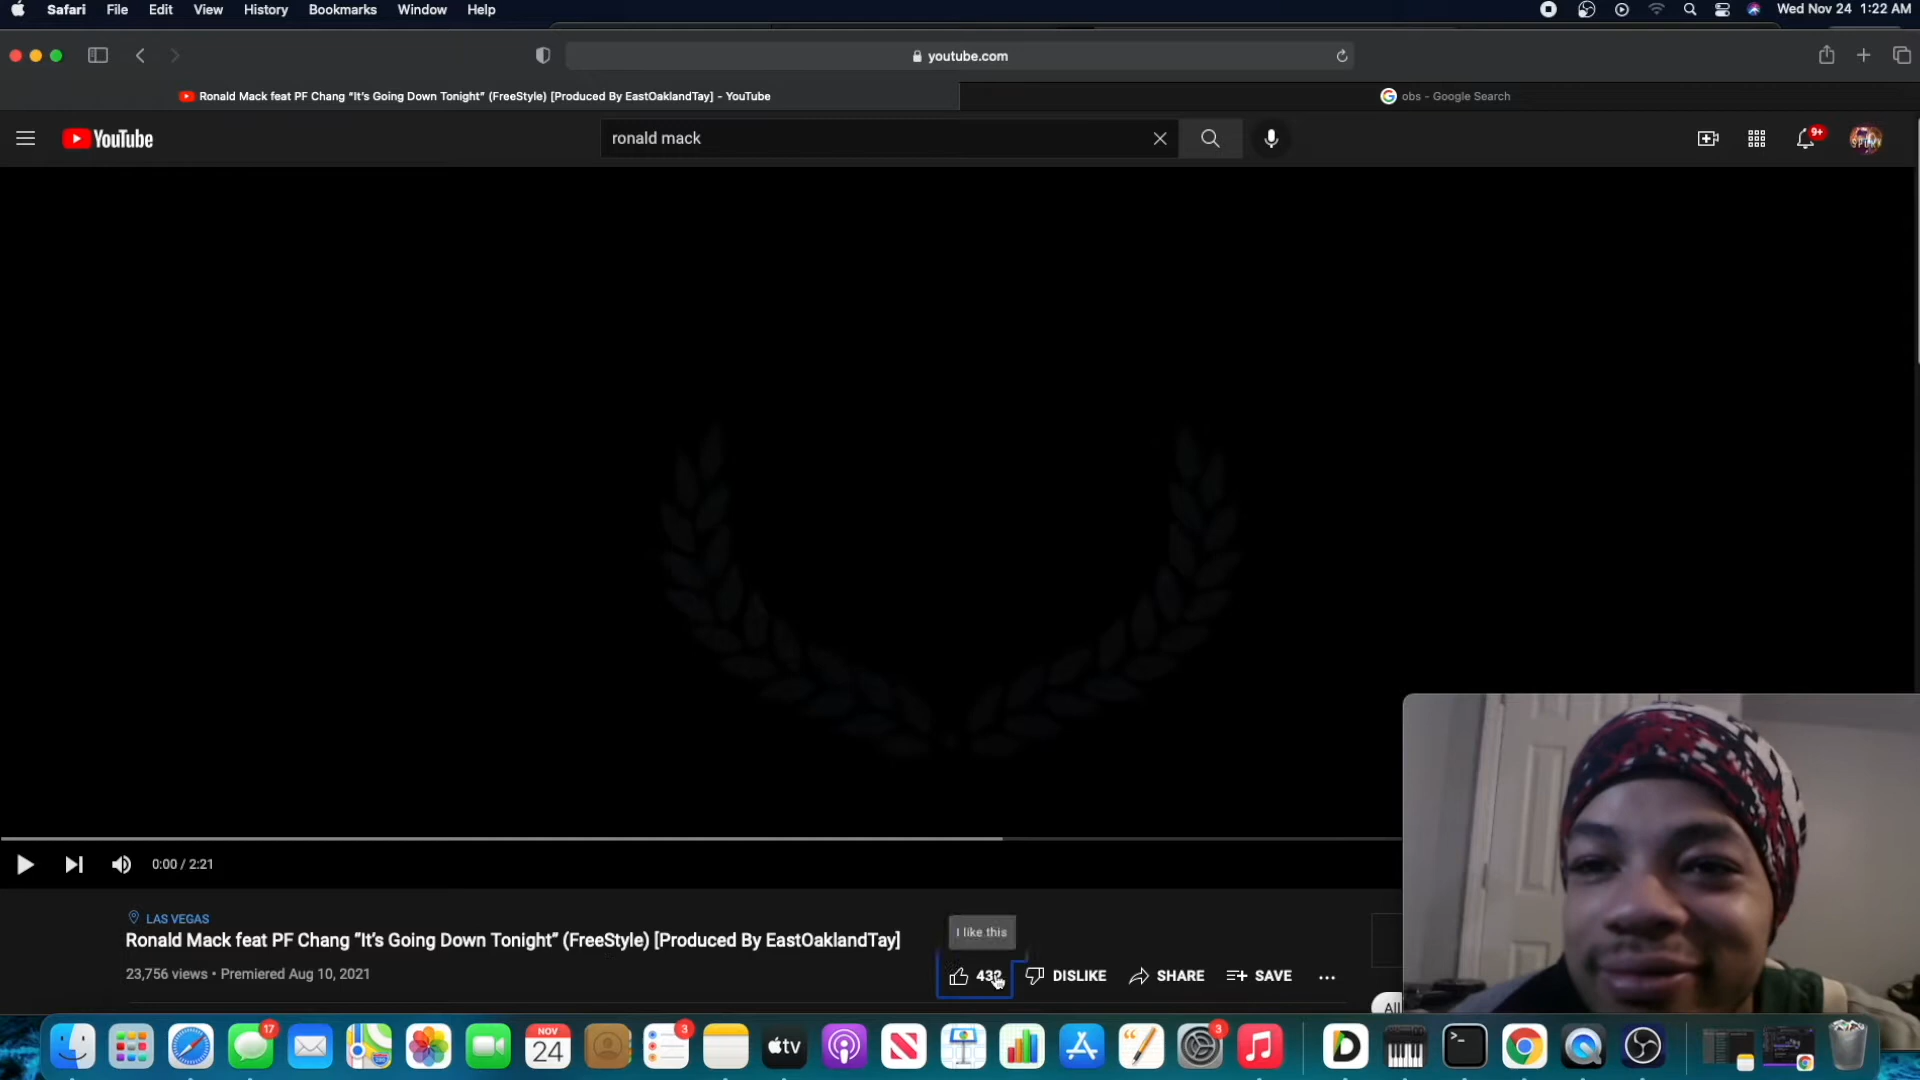 Safari File Edit View History Bookmarks Window Help Wed Nov 24 1:22 AM
youtube.com
Ronald Mack feat PF Chang “It’s Going Down Tonight” (FreeStyle) [Produced By EastOaklandTay] - YouTube
obs - Google Search
YouTube
ronald mack
9+
0:00 / 2:21
LAS VEGAS
Ronald Mack feat PF Chang “It’s Going Down Tonight” (FreeStyle) [Produced By EastOaklandTay]
I like this
23,756 views • Premiered Aug 10, 2021
DISLIKE SHARE SAVE
All
17
NOV
24
3
tv
3